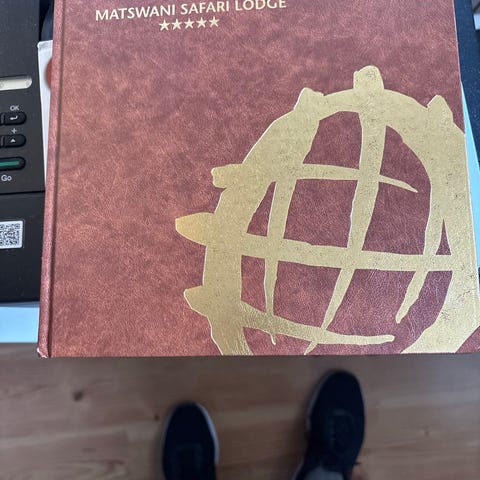 MATSWANI SAFARI LODGE
★★★★★
OK
+
Go